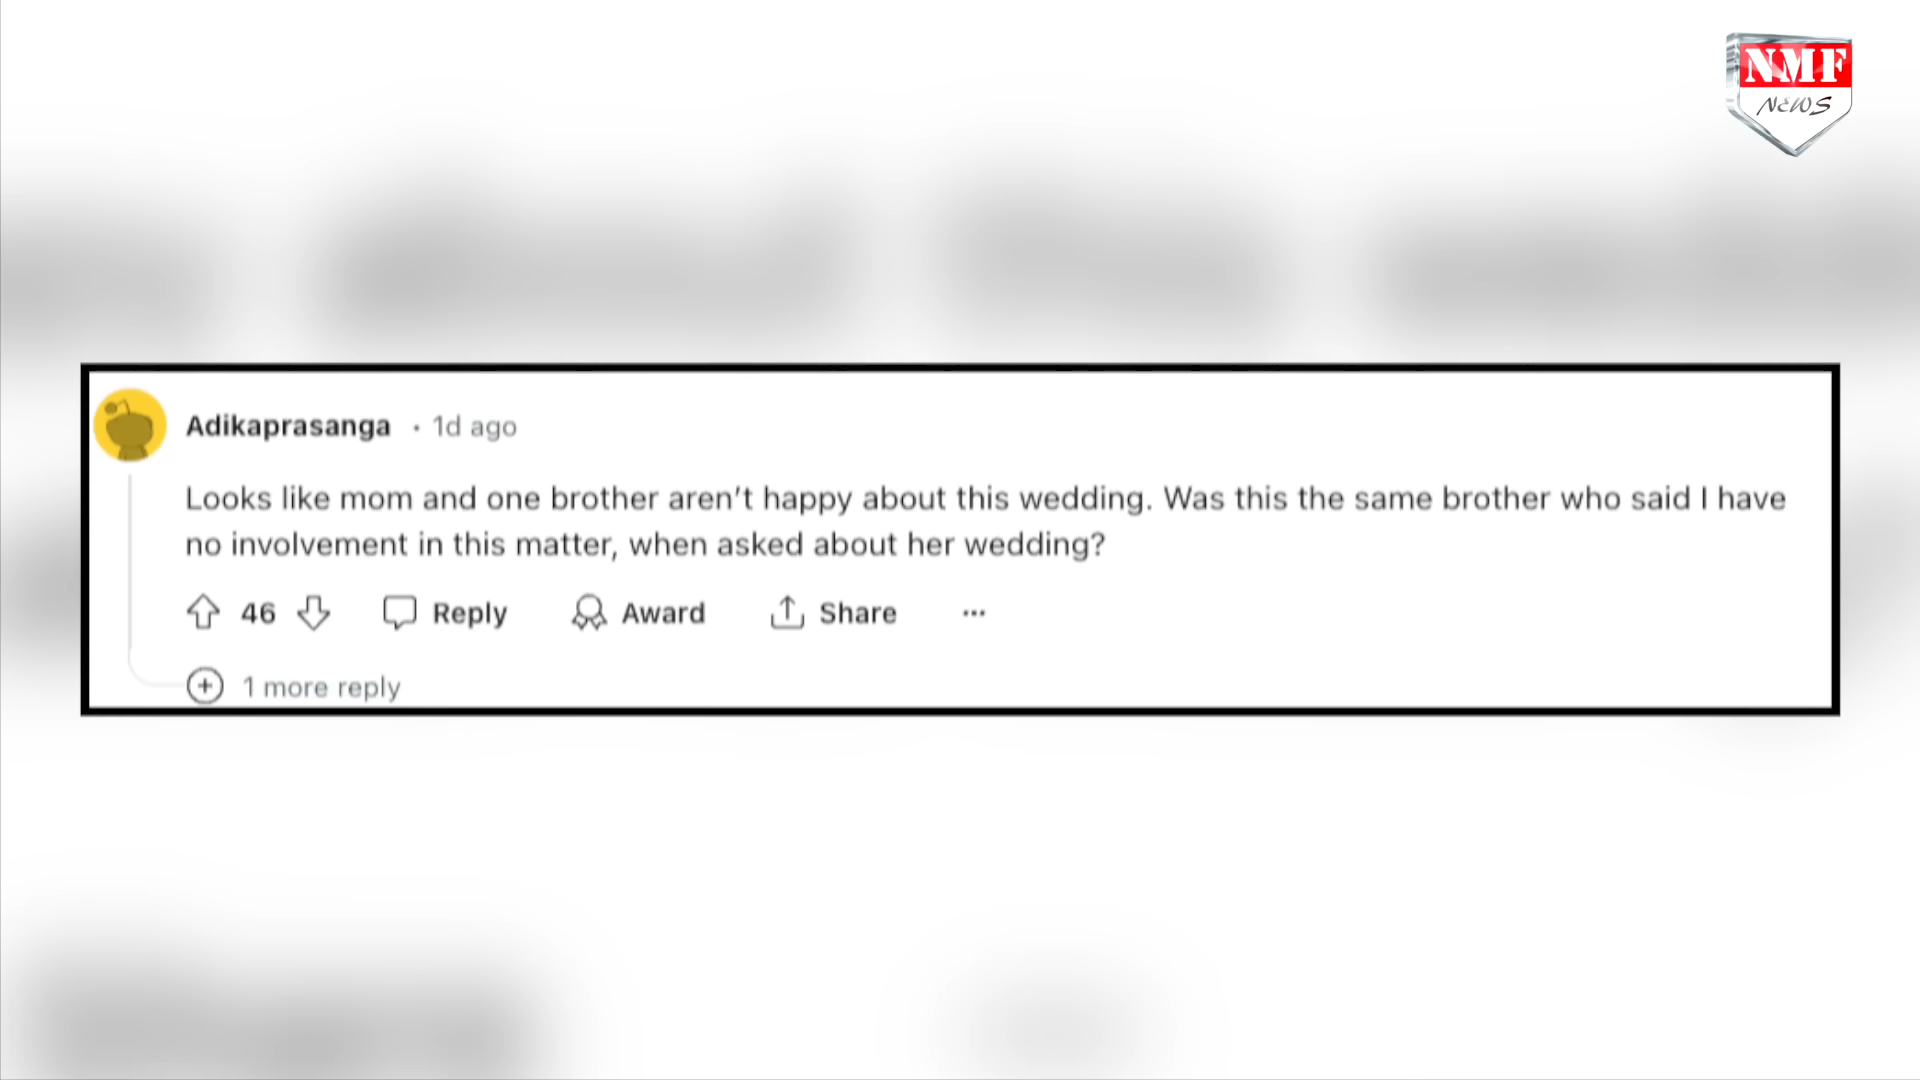 NMF
NEWS
Adikaprasanga • 1d ago
Looks like mom and one brother aren’t happy about this wedding. Was this the same brother who said I have
no involvement in this matter, when asked about her wedding?
46 Reply Award Share ...
1 more reply